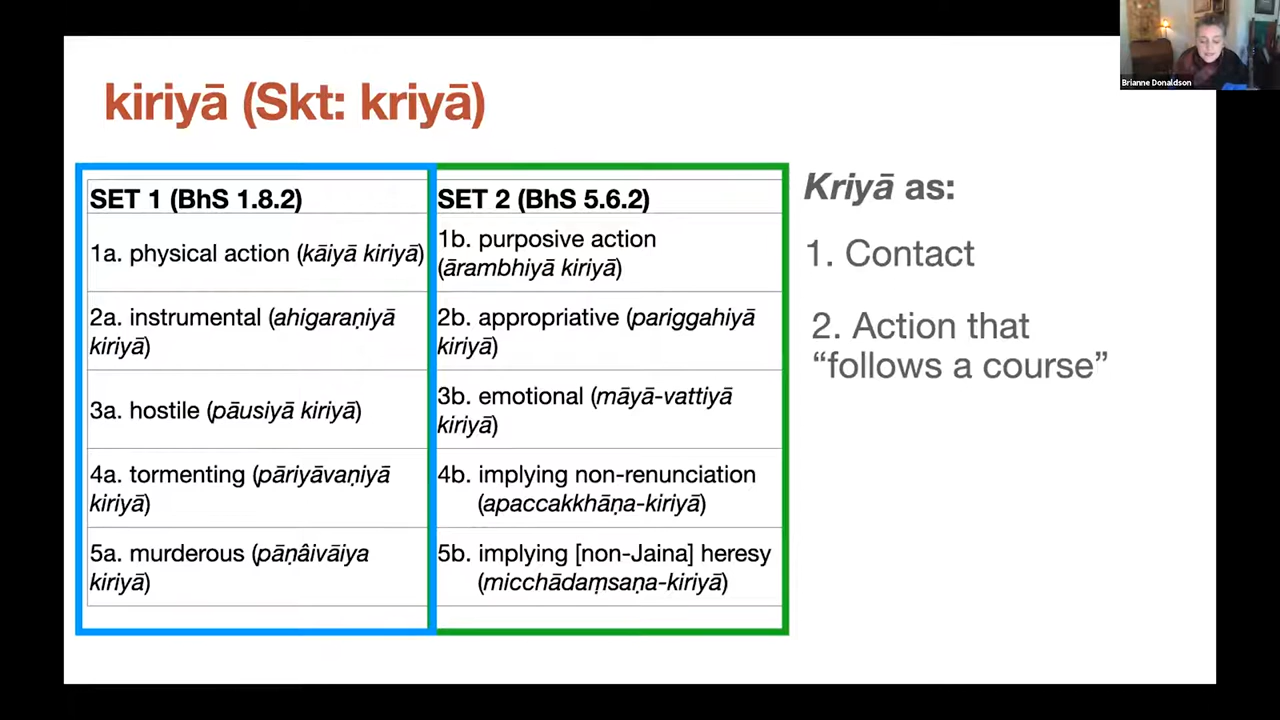 Brianne Donaldson
kiriyā (Skt: kriyā)
SET 1 (BhS 1.8.2)
1a. physical action (kāiyā kiriyā)
2a. instrumental (ahigaraṇiyā
kiriyā)
3a. hostile (pāusiyā kiriyā)
4a. tormenting (pāriyāvaṇiyā
kiriyā)
5a. murderous (pāṇâivāiya
kiriyā)
SET 2 (BhS 5.6.2)
1b. purposive action
(ārambhiyā kiriyā)
2b. appropriative (pariggahiyā
kiriyā)
3b. emotional (māyā-vattiyā
kiriyā)
4b. implying non-renunciation
(apaccakkhāṇa-kiriyā)
5b. implying [non-Jaina] heresy
(micchādaṃsaṇa-kiriyā)
Kriyā as:
1. Contact
2. Action that
“follows a course”